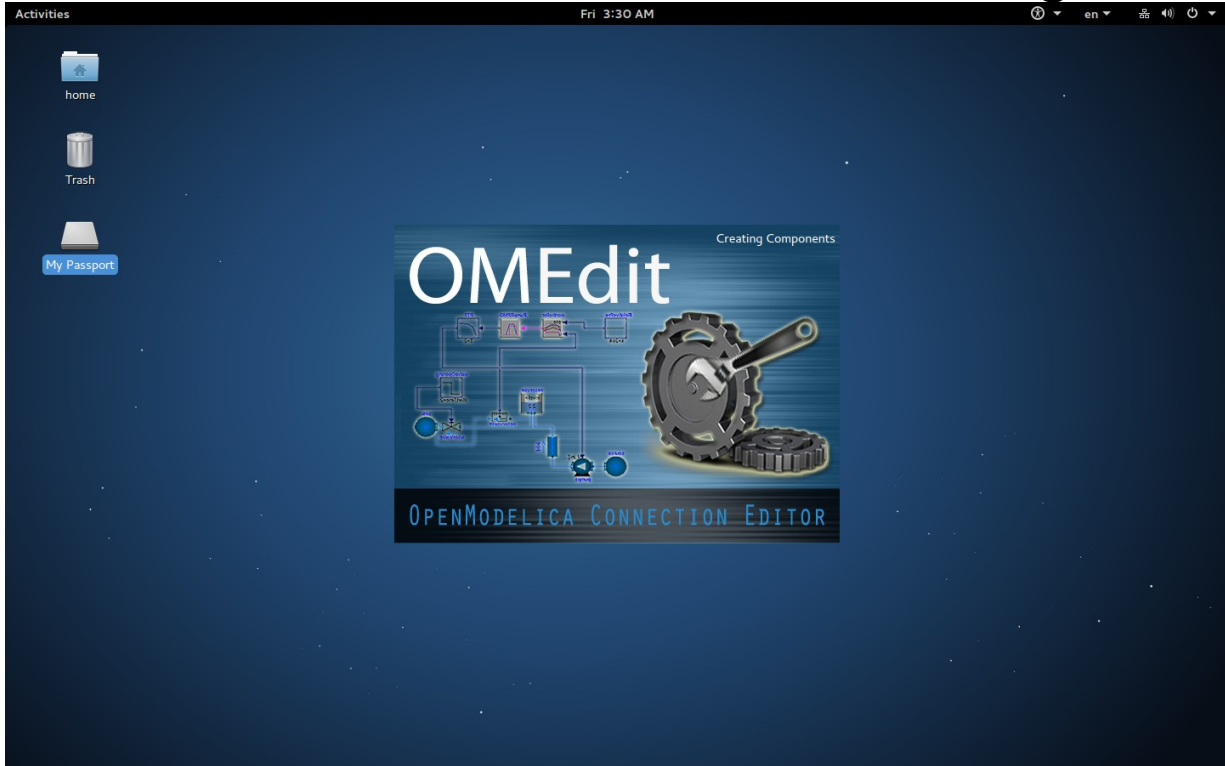 Activities
Fri 3:30 AM
en
home
Trash
My Passport
Creating Components
OMEdit
OPENMODELICA CONNECTION EDITOR